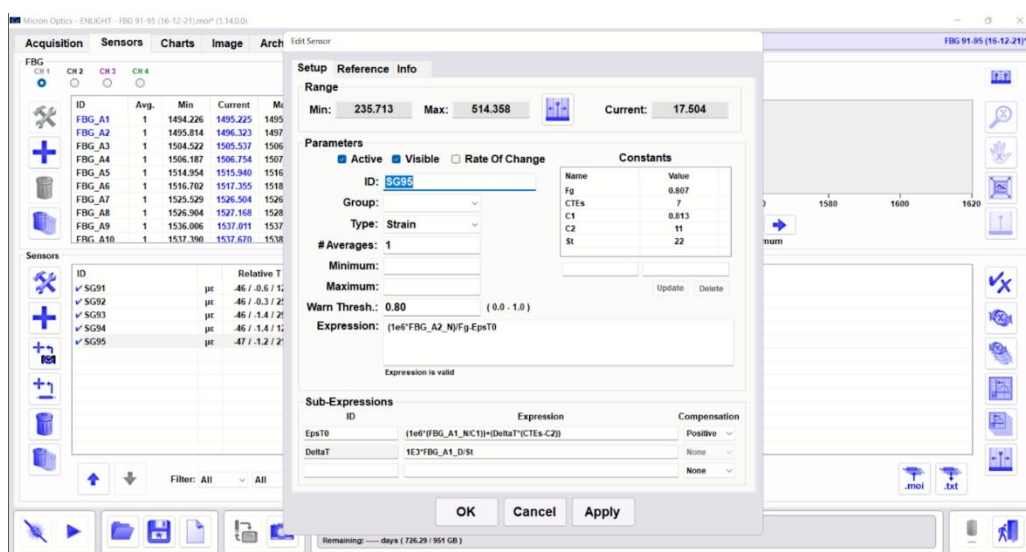 Micron Optics - ENLIGHT - FBG 91-95 (16-12-21).moi* (1.14.0.0)
Acquisition Sensors Charts Image Arch
FBG 91-95 (16-12-21)*
FBG
CH 1 CH 2 CH 3 CH 4
ID Avg. Min Current
FBG_A1 1 1494.226 1495.225 1495
FBG_A2 1 1495.814 1496.323 1497
FBG_A3 1 1504.522 1505.537 1506
FBG_A4 1 1506.187 1506.754 1507
FBG_A5 1 1514.954 1515.940 1516
FBG_A6 1 1516.702 1517.355 1518
FBG_A7 1 1525.529 1526.504 1526
FBG_A8 1 1526.904 1527.168 1528
FBG_A9 1 1536.006 1537.011 1537
FBG_A10 1 1537.390 1537.670 1538
Sensors
ID Relative T
SG91 µε -46 / -0.6 / 12
SG92 µε -46 / -0.3 / 25
SG93 µε -46 / -1.4 / 25
SG94 µε -46 / -1.4 / 12
SG95 µε -47 / -1.2 / 25
Filter: All All
Edit Sensor
Setup Reference Info
Range
Min: 235.713 Max: 514.358 Current: 17.504
Parameters
Active Visible Rate Of Change
ID: SG95
Group:
Type: Strain
# Averages: 1
Minimum:
Maximum:
Warn Thresh.: 0.80 ( 0.0 - 1.0 )
Expression: (1e6*FBG_A2_N)/Fg-EpsT0
Expression is valid
Constants
Name Value
Fg 0.807
CTEs 7
C1 0.813
C2 11
St 22
Update Delete
Sub-Expressions
ID Expression Compensation
EpsT0 (1e6*(FBG_A1_N/C1))+(DeltaT*(CTEs-C2)) Positive
DeltaT 1E3*FBG_A1_D/St None
None
OK Cancel Apply
1580 1600 1620
.moi .txt
Remaining: ----- days ( 726.29 / 951 GB )